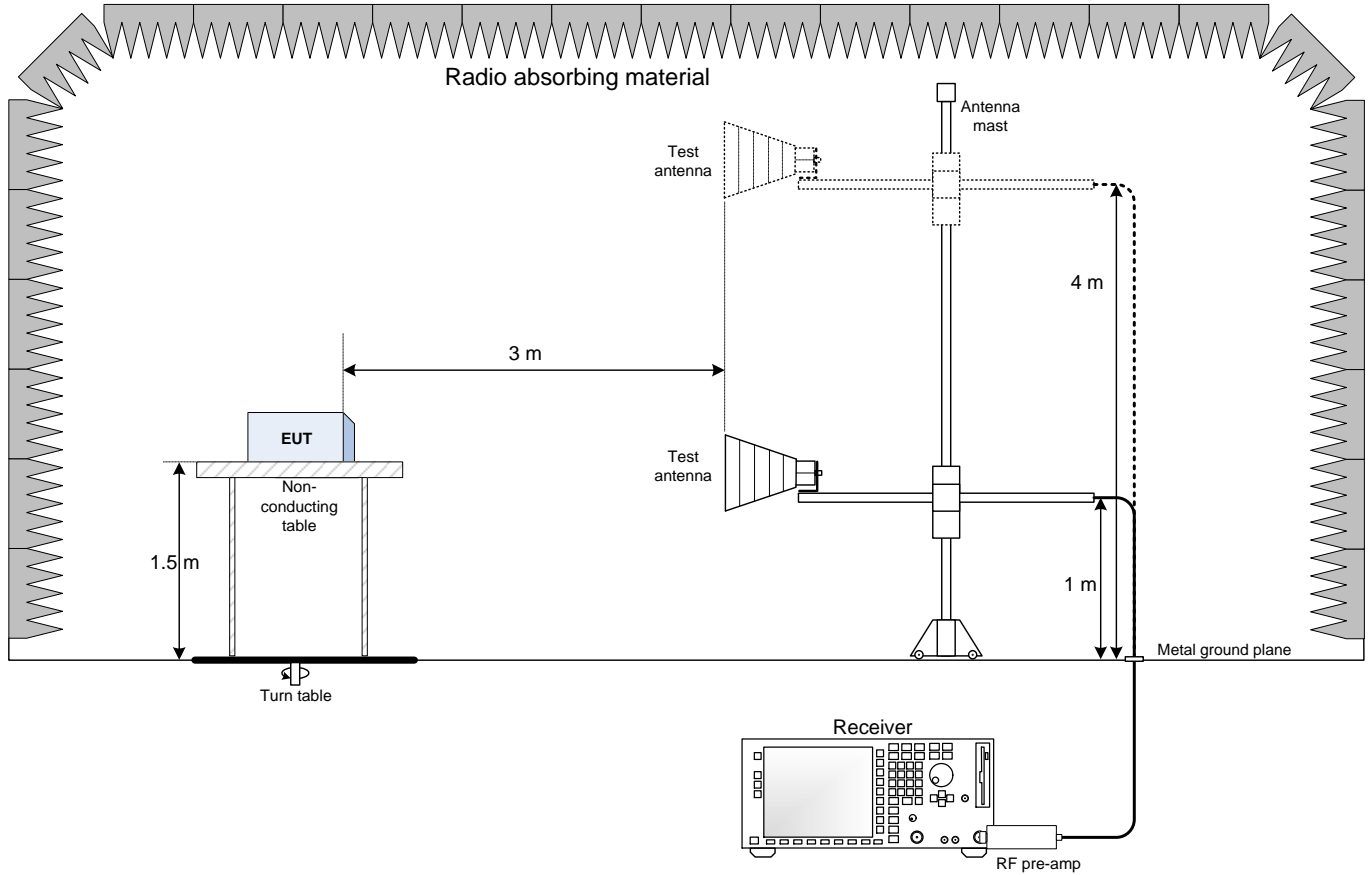 Radio absorbing material
Antenna
mast
Test
antenna
4 m
3 m
EUT
Test
antenna
Non-
conducting
table
1.5 m
1 m
Metal ground plane
Turn table
Receiver
RF pre-amp